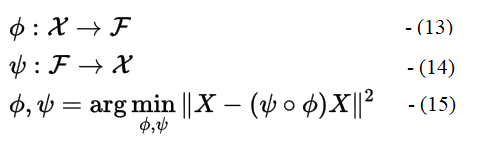 ϕ : 𝒳 → ℱ - (13)
ψ : ℱ → 𝒳 - (14)
ϕ, ψ = arg min_{ϕ,ψ} ‖X − (ψ ∘ ϕ)X‖² - (15)